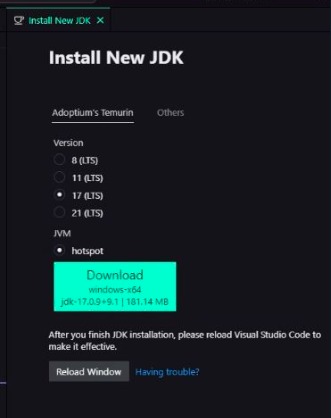 Install New JDK
Install New JDK
Adoptium's Temurin Others
Version
8 (LTS)
11 (LTS)
17 (LTS)
21 (LTS)
JVM
hotspot
Download
windows-x64
jdk-17.0.9+9.1 | 181.14 MB
After you finish JDK installation, please reload Visual Studio Code to
make it effective.
Reload Window Having trouble?